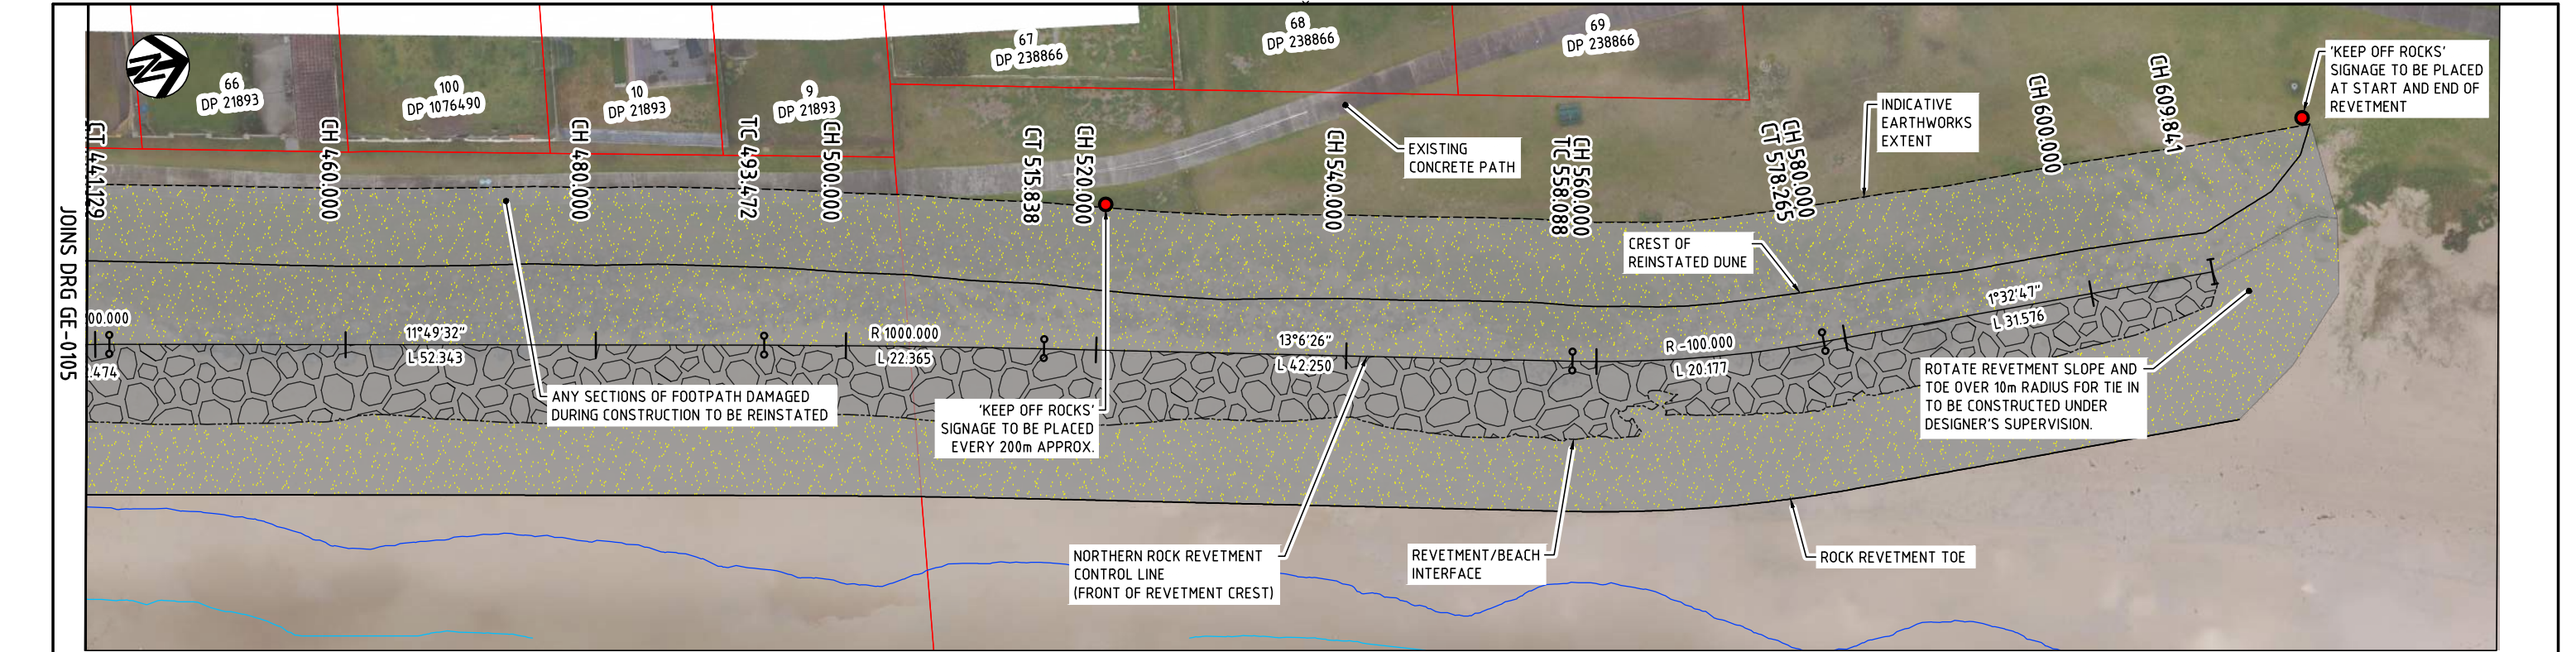 66
DP 21893
100
DP 1076490
10
DP 21893
9
DP 21893
67
DP 238866
68
DP 238866
69
DP 238866
N
CT 441.129
CH 460.000
CH 480.000
TC 493.472
CH 500.000
CT 515.838
CH 520.000
CH 540.000
TC 558.088
CH 560.000
CT 578.265
CH 580.000
CH 600.000
CH 609.841
'KEEP OFF ROCKS'
SIGNAGE TO BE PLACED
AT START AND END OF
REVETMENT
INDICATIVE
EARTHWORKS
EXTENT
EXISTING
CONCRETE PATH
CREST OF
REINSTATED DUNE
JOINS DRG GE-0105
00.000
.474
11°49'32"
L 52.343
R 1000.000
L 22.365
13°6'26"
L 42.250
R -100.000
L 20.177
1°32'47"
L 31.576
ANY SECTIONS OF FOOTPATH DAMAGED
DURING CONSTRUCTION TO BE REINSTATED
'KEEP OFF ROCKS'
SIGNAGE TO BE PLACED
EVERY 200m APPROX.
ROTATE REVETMENT SLOPE AND
TOE OVER 10m RADIUS FOR TIE IN
TO BE CONSTRUCTED UNDER
DESIGNER'S SUPERVISION.
NORTHERN ROCK REVETMENT
CONTROL LINE
(FRONT OF REVETMENT CREST)
REVETMENT/BEACH
INTERFACE
ROCK REVETMENT TOE